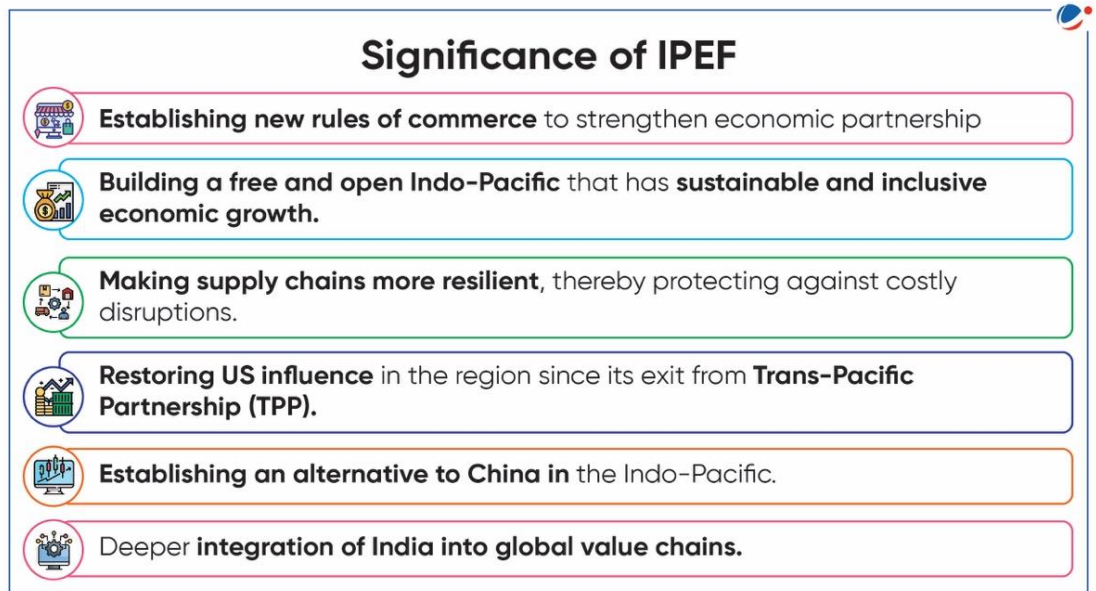 Significance of IPEF
Establishing new rules of commerce to strengthen economic partnership
Building a free and open Indo-Pacific that has sustainable and inclusive
economic growth.
Making supply chains more resilient, thereby protecting against costly
disruptions.
Restoring US influence in the region since its exit from Trans-Pacific
Partnership (TPP).
Establishing an alternative to China in the Indo-Pacific.
Deeper integration of India into global value chains.